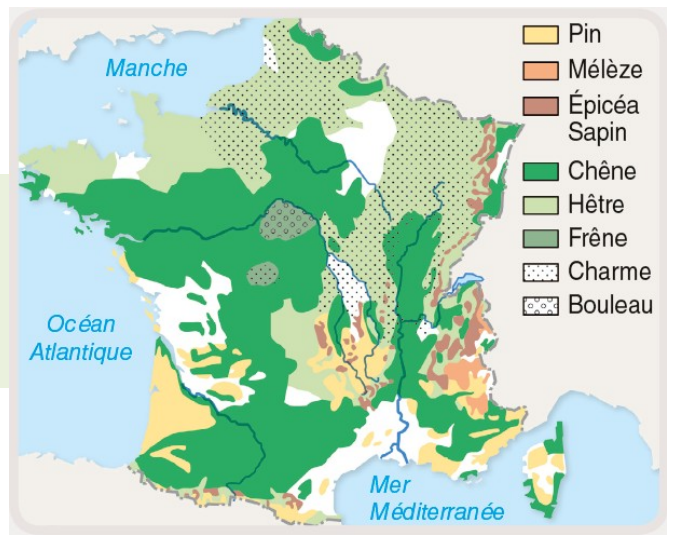 Manche
Océan
Atlantique
Mer
Méditerranée
Pin
Mélèze
Épicéa
Sapin
Chêne
Hêtre
Frêne
Charme
Bouleau